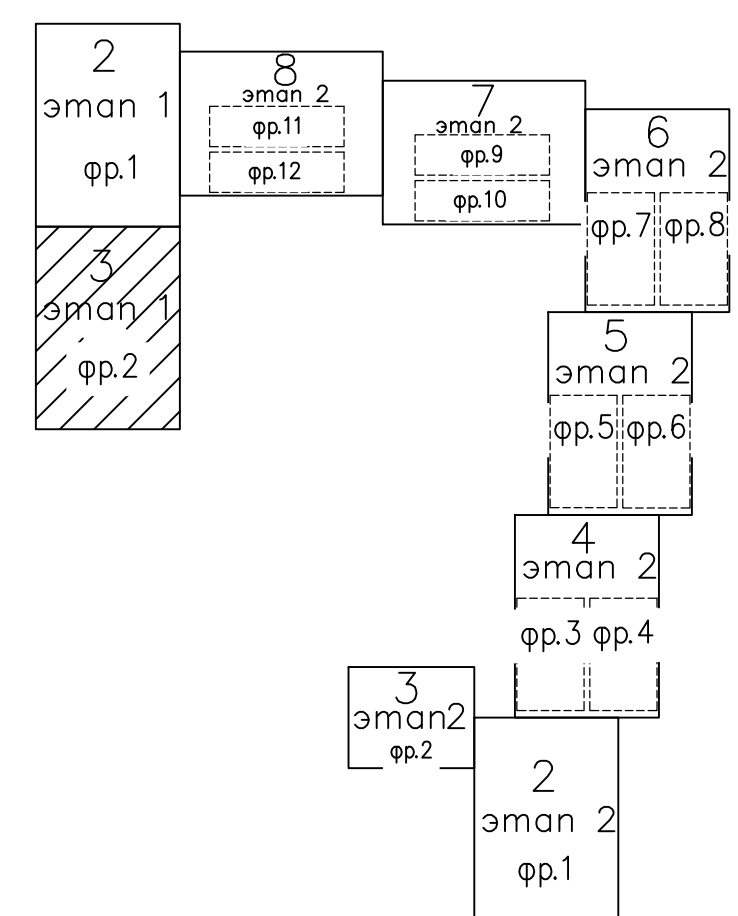 2
этап 1
фр.1
8
этап 2
фр.11
фр.12
7
этап 2
фр.9
фр.10
6
этап 2
фр.7 фр.8
3
этап 1
фр.2
5
этап 2
фр.5 фр.6
4
этап 2
фр.3 фр.4
3
этап2
фр.2
2
этап 2
фр.1